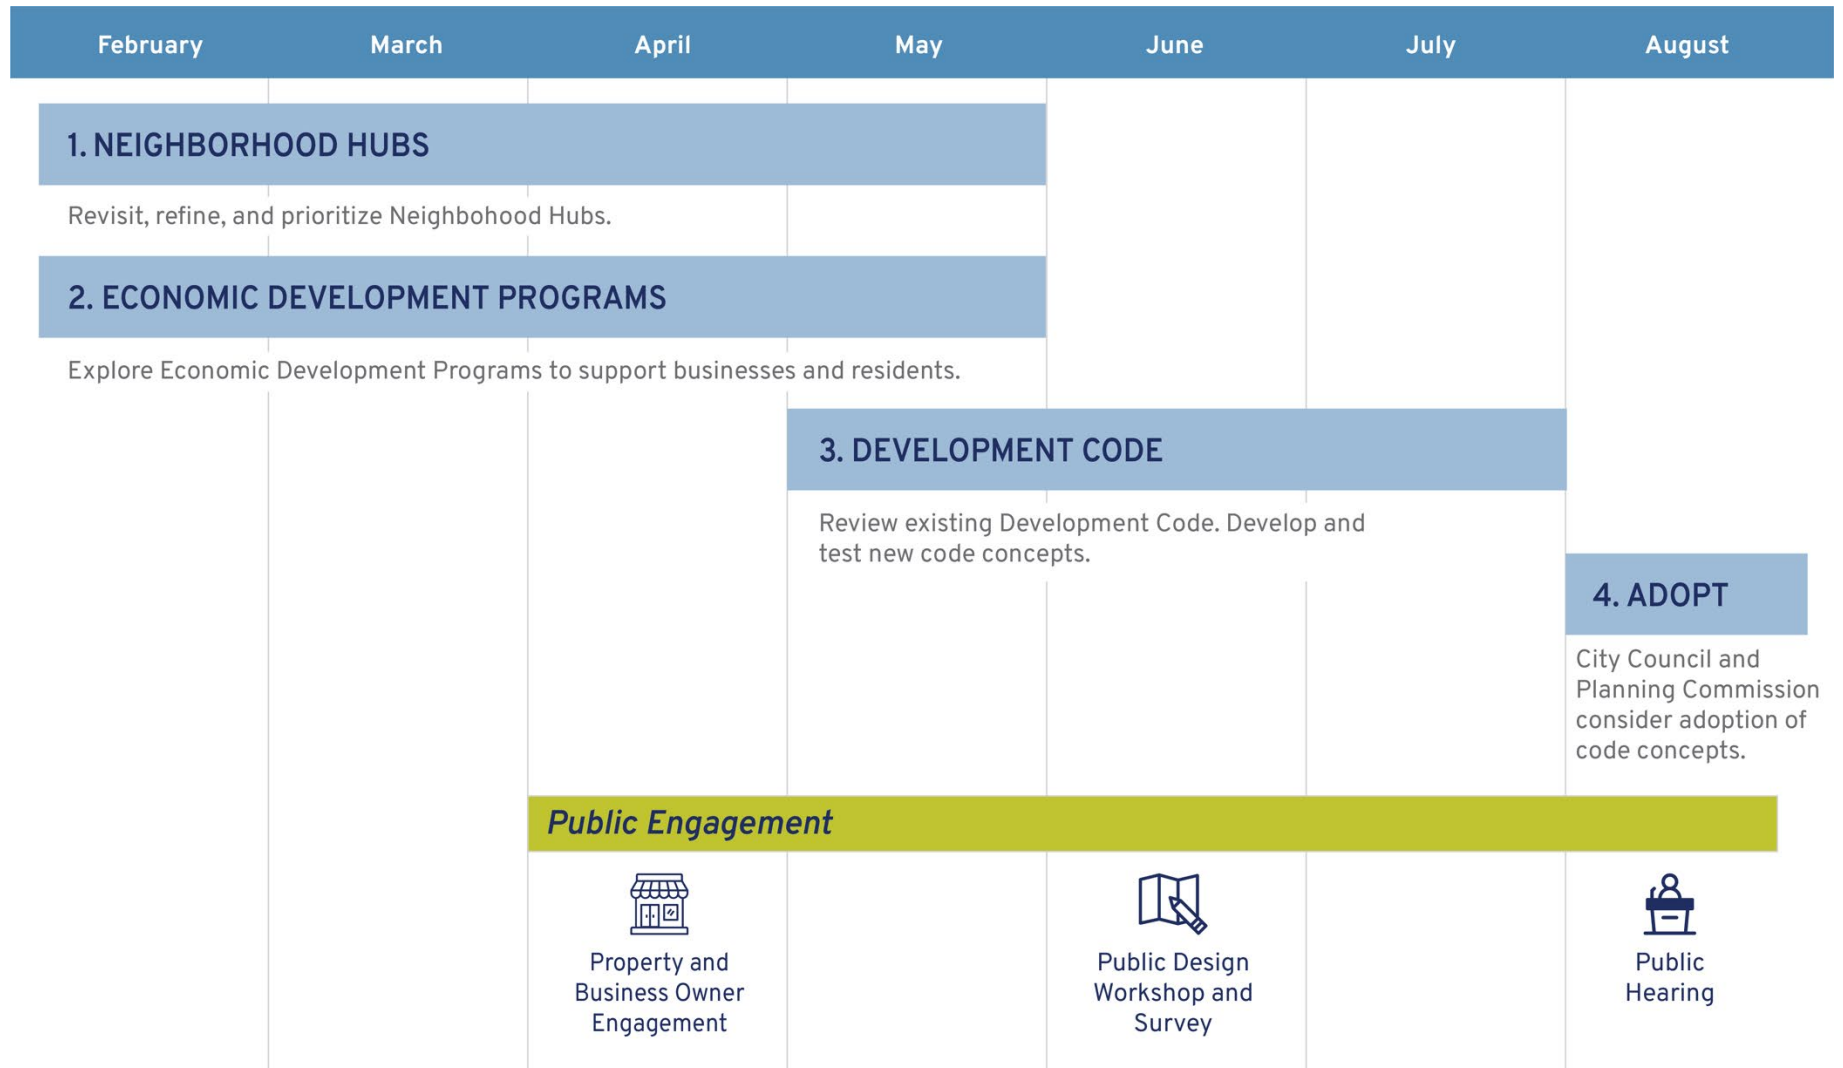 February March April May June July August
1. NEIGHBORHOOD HUBS
Revisit, refine, and prioritize Neighbohood Hubs.
2. ECONOMIC DEVELOPMENT PROGRAMS
Explore Economic Development Programs to support businesses and residents.
3. DEVELOPMENT CODE
Review existing Development Code. Develop and
test new code concepts.
4. ADOPT
City Council and
Planning Commission
consider adoption of
code concepts.
Public Engagement
Property and
Business Owner
Engagement
Public Design
Workshop and
Survey
Public
Hearing